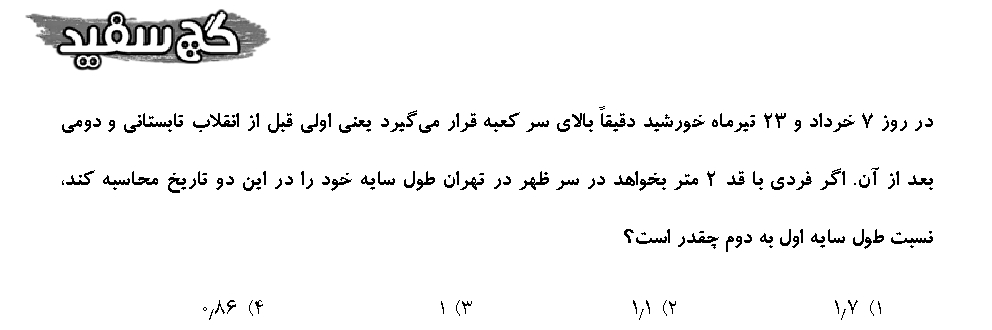 گچ سفید
در روز ۷ خرداد و ۲۳ تیرماه خورشید دقیقاً بالای سر کعبه قرار می‌گیرد یعنی اولی قبل از انقلاب تابستانی و دومی
بعد از آن. اگر فردی با قد ۲ متر بخواهد در سر ظهر در تهران طول سایه خود را در این دو تاریخ محاسبه کند،
نسبت طول سایه اول به دوم چقدر است؟
۱) ۱٫۷ ۲) ۱٫۱ ۳) ۱ ۴) ۰٫۸۶